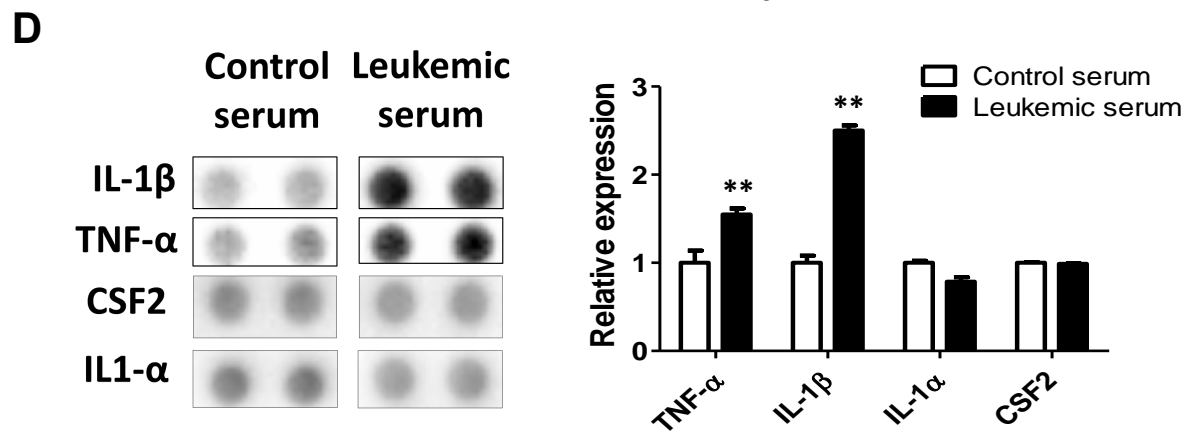 D
Control Leukemic
serum serum
IL-1β
TNF-α
CSF2
IL1-α
Control serum
Leukemic serum
Relative expression
3
2
1
0
**
**
TNF-α
IL-1β
IL-1α
CSF2